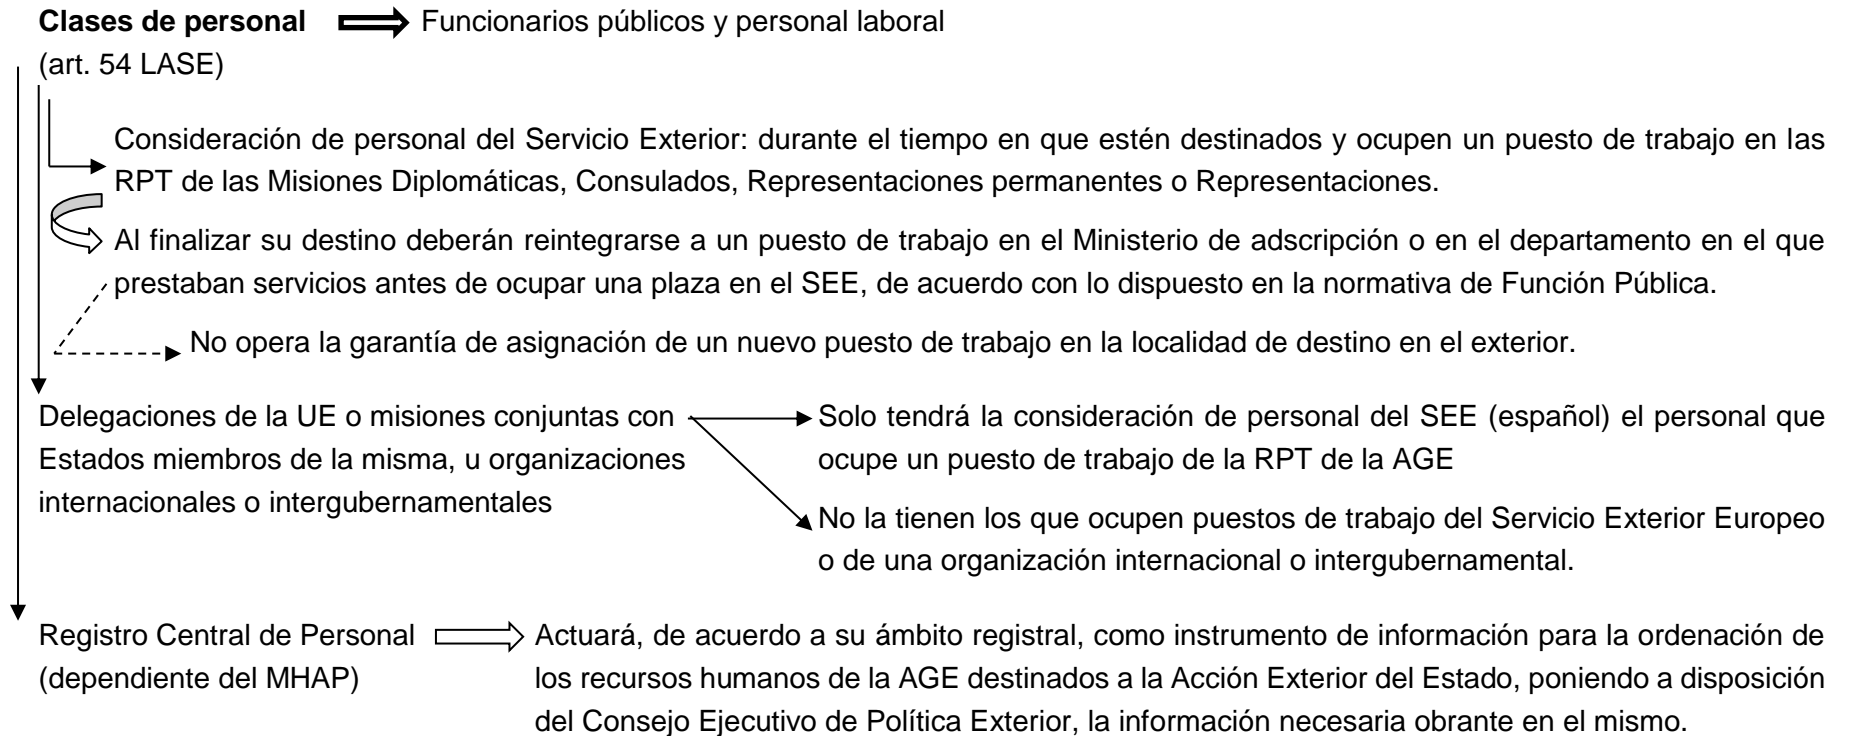 Clases de personal Funcionarios públicos y personal laboral
(art. 54 LASE)
Consideración de personal del Servicio Exterior: durante el tiempo en que estén destinados y ocupen un puesto de trabajo en las
RPT de las Misiones Diplomáticas, Consulados, Representaciones permanentes o Representaciones.
Al finalizar su destino deberán reintegrarse a un puesto de trabajo en el Ministerio de adscripción o en el departamento en el que
prestaban servicios antes de ocupar una plaza en el SEE, de acuerdo con lo dispuesto en la normativa de Función Pública.
No opera la garantía de asignación de un nuevo puesto de trabajo en la localidad de destino en el exterior.
Delegaciones de la UE o misiones conjuntas con
Estados miembros de la misma, u organizaciones
internacionales o intergubernamentales
Solo tendrá la consideración de personal del SEE (español) el personal que
ocupe un puesto de trabajo de la RPT de la AGE
No la tienen los que ocupen puestos de trabajo del Servicio Exterior Europeo
o de una organización internacional o intergubernamental.
Registro Central de Personal
(dependiente del MHAP)
Actuará, de acuerdo a su ámbito registral, como instrumento de información para la ordenación de
los recursos humanos de la AGE destinados a la Acción Exterior del Estado, poniendo a disposición
del Consejo Ejecutivo de Política Exterior, la información necesaria obrante en el mismo.